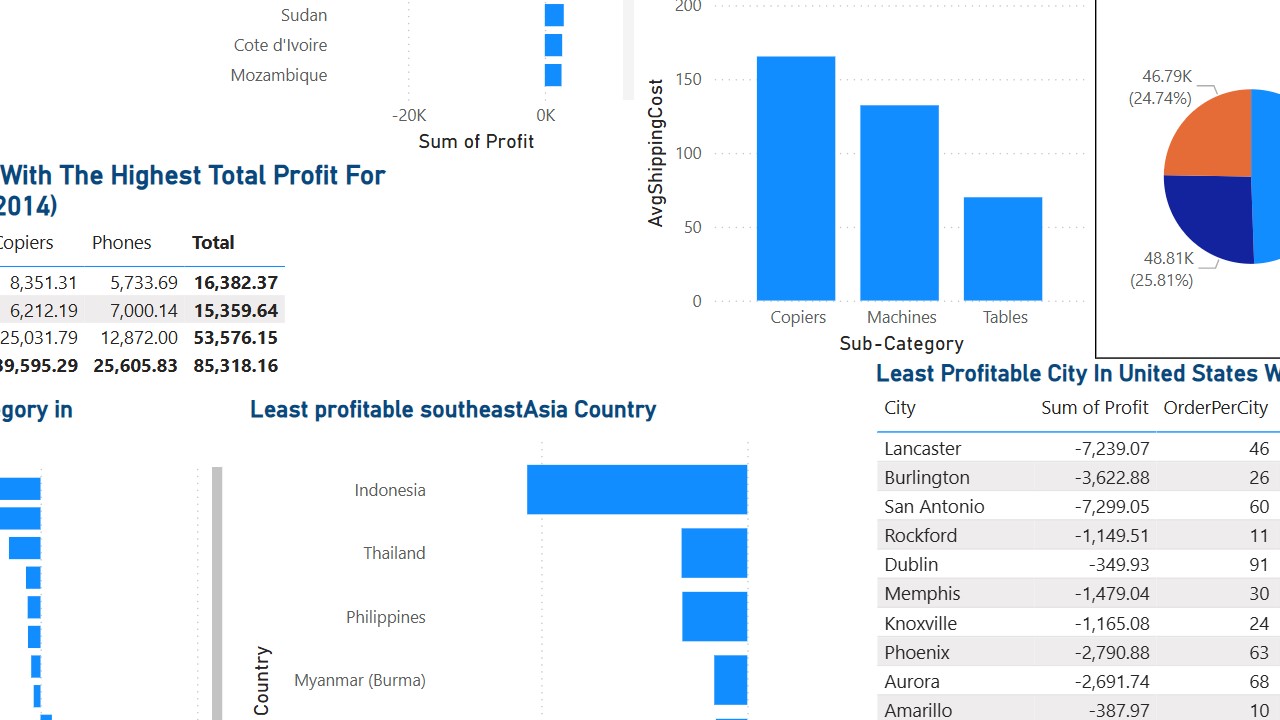 Sudan
Cote d'Ivoire
Mozambique
-20K 0K
Sum of Profit
With The Highest Total Profit For
2014)
Copiers Phones Total
8,351.31 5,733.69 16,382.37
6,212.19 7,000.14 15,359.64
25,031.79 12,872.00 53,576.15
39,595.29 25,605.83 85,318.16
200
150
100
50
0
AvgShippingCost
Copiers Machines Tables
Sub-Category
46.79K
(24.74%)
48.81K
(25.81%)
gory in
Least profitable southeastAsia Country
Indonesia
Thailand
Philippines
Myanmar (Burma)
Country
Least Profitable City In United States W
City Sum of Profit OrderPerCity
Lancaster -7,239.07 46
Burlington -3,622.88 26
San Antonio -7,299.05 60
Rockford -1,149.51 11
Dublin -349.93 91
Memphis -1,479.04 30
Knoxville -1,165.08 24
Phoenix -2,790.88 63
Aurora -2,691.74 68
Amarillo -387.97 10